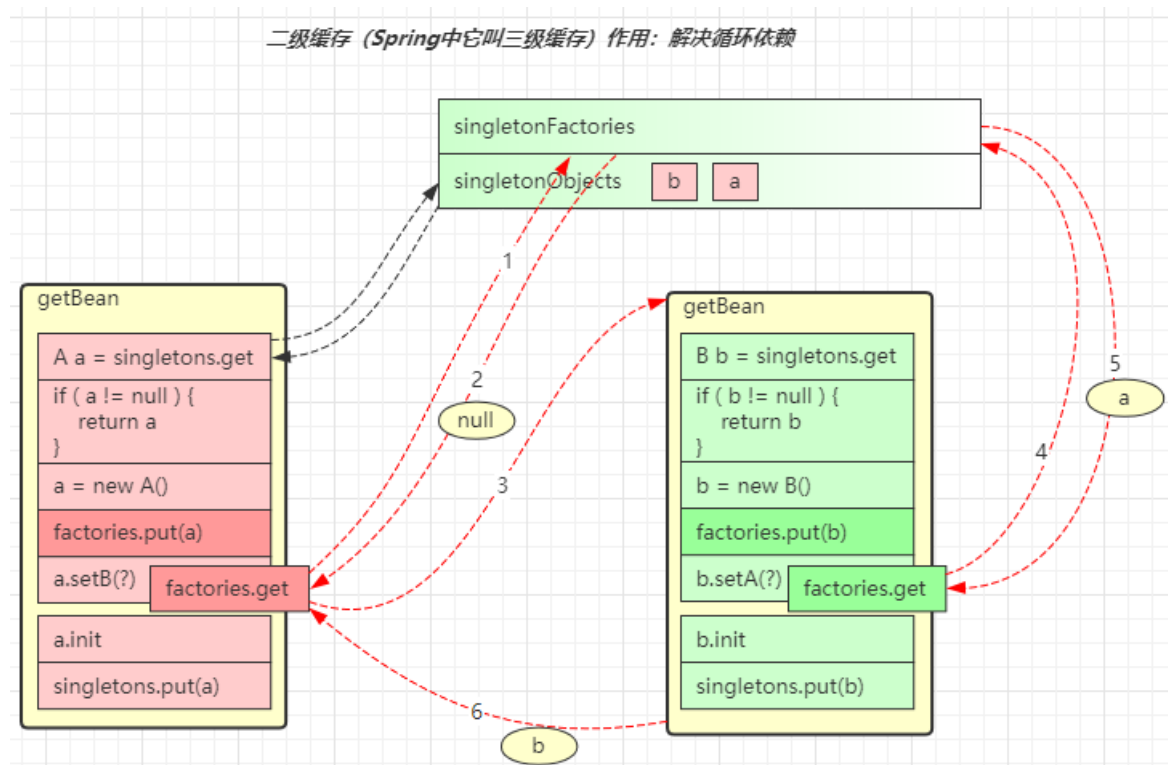 二级缓存（Spring中它叫三级缓存）作用：解决循环依赖
singletonFactories
singletonObjects b a
getBean
A a = singletons.get
if ( a != null ) {
return a
}
a = new A()
factories.put(a)
a.setB(?)
factories.get
a.init
singletons.put(a)
getBean
B b = singletons.get
if ( b != null ) {
return b
}
b = new B()
factories.put(b)
b.setA(?)
factories.get
b.init
singletons.put(b)
1
2
null
3
4
5
a
6
b